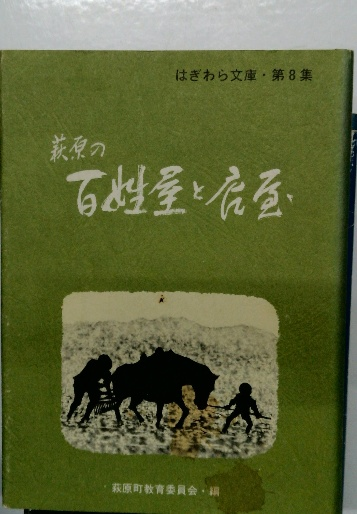 はぎわら文庫・第8集
萩原の
百姓屋と店屋
萩原町教育委員会・編